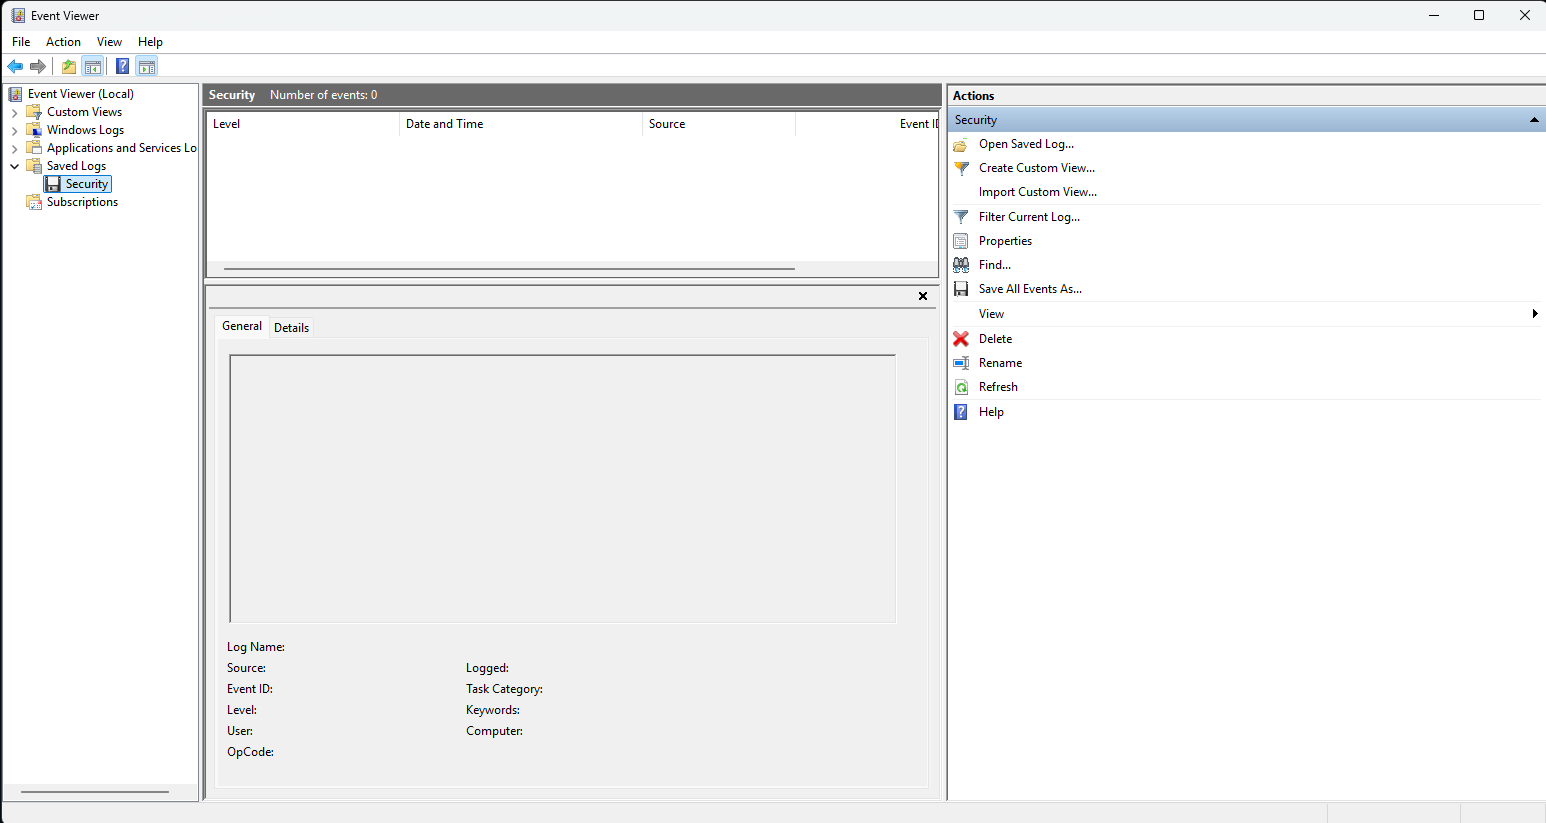 Event Viewer
File Action View Help
Event Viewer (Local)
Custom Views
Windows Logs
Applications and Services Lo
Saved Logs
Security
Subscriptions
Security Number of events: 0
Level Date and Time Source Event ID
General Details
Log Name:
Source: Logged:
Event ID: Task Category:
Level: Keywords:
User: Computer:
OpCode:
Actions
Security
Open Saved Log...
Create Custom View...
Import Custom View...
Filter Current Log...
Properties
Find...
Save All Events As...
View
Delete
Rename
Refresh
Help